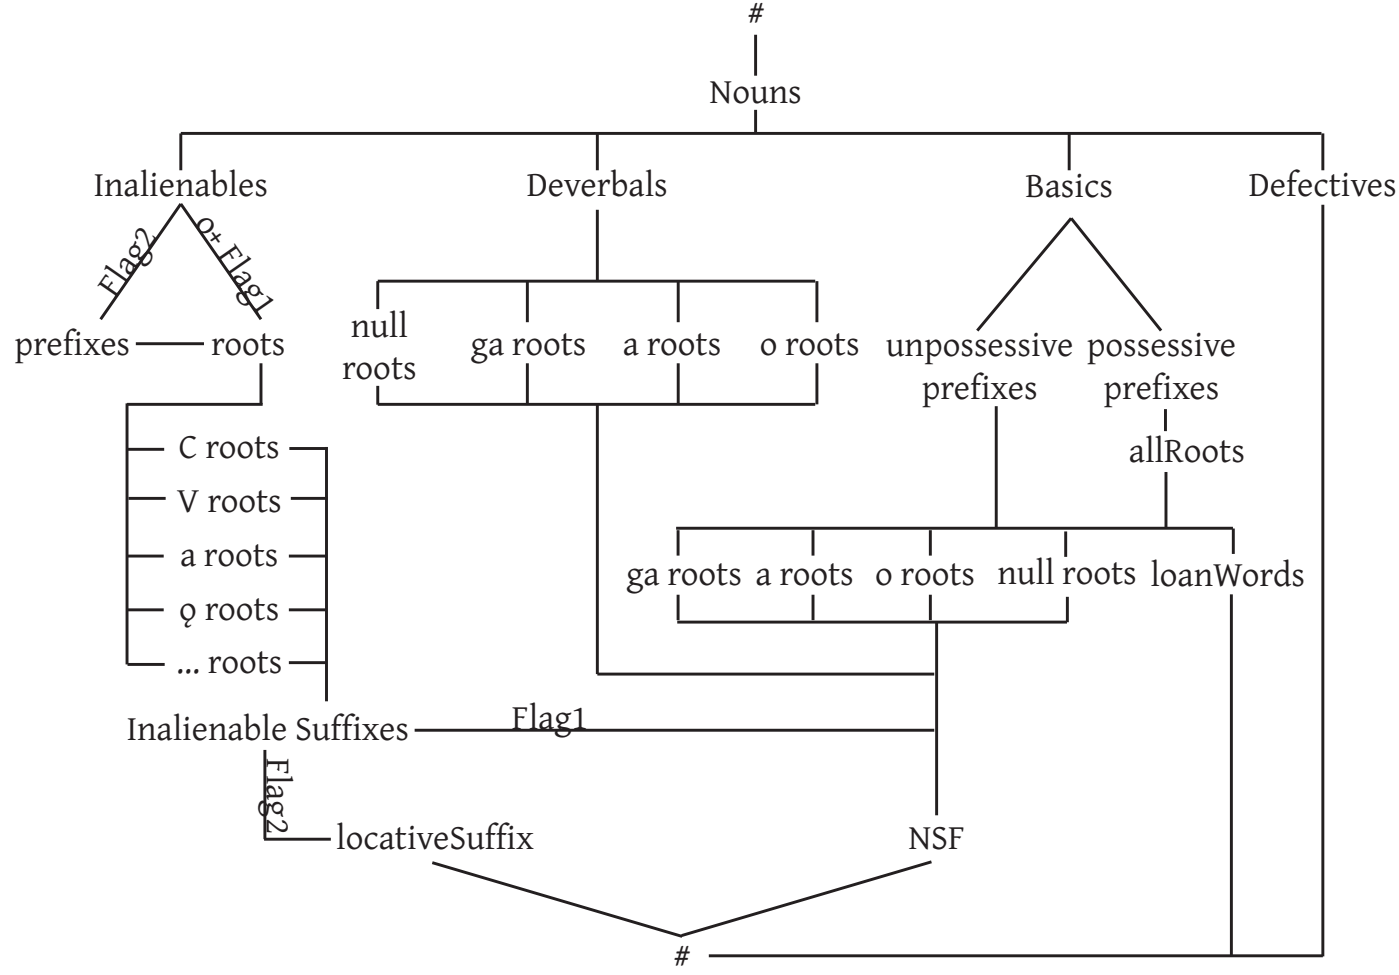 #
Nouns
Inalienables
Deverbals
Basics
Defectives
Flag2
o+ Flag1
prefixes
roots
null
roots
ga roots
a roots
o roots
unpossessive
prefixes
possessive
prefixes
allRoots
C roots
V roots
a roots
ǫ roots
... roots
ga roots
a roots
o roots
null roots
loanWords
Inalienable Suffixes
Flag1
Flag2
locativeSuffix
NSF
#